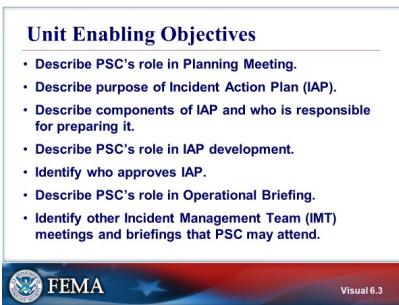 Unit Enabling Objectives
• Describe PSC's role in Planning Meeting.
• Describe purpose of Incident Action Plan (IAP).
• Describe components of IAP and who is responsible
for preparing it.
• Describe PSC's role in IAP development.
• Identify who approves IAP.
• Describe PSC's role in Operational Briefing.
• Identify other Incident Management Team (IMT)
meetings and briefings that PSC may attend.
FEMA
Visual 6.3